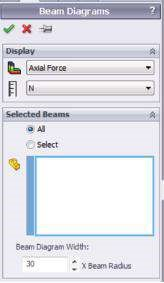 Beam Diagrams ?
Display
Axial Force
N
Selected Beams
All
Select
Beam Diagram Width:
30 X Beam Radius